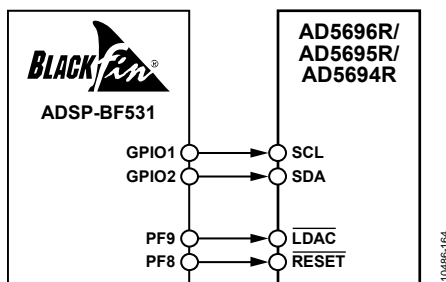 BLACKfin®
ADSP-BF531
AD5696R/
AD5695R/
AD5694R
GPIO1
SCL
GPIO2
SDA
PF9
LDAC
PF8
RESET
10486-164